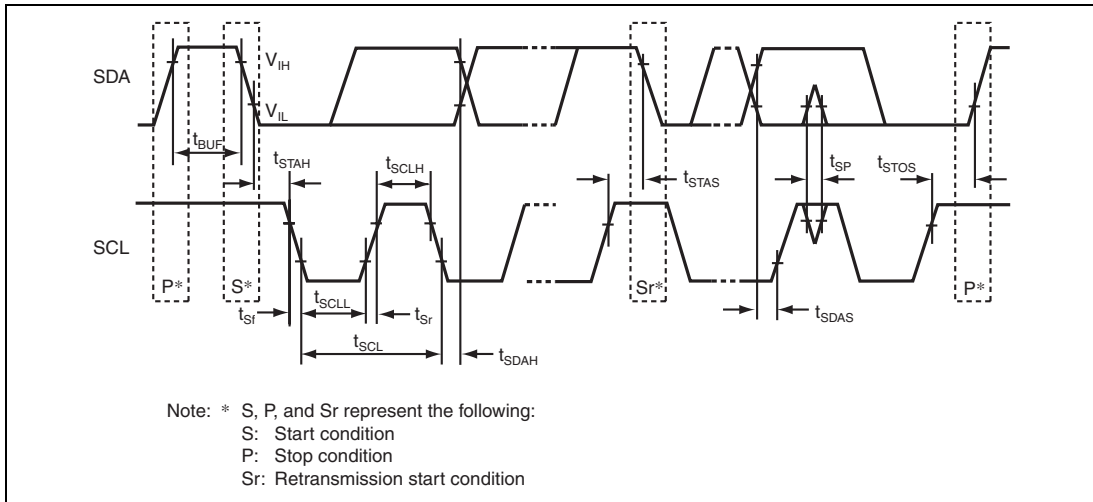 SDA
V_IH
V_IL
t_BUF
t_STAH
t_SCLH
t_STAS
t_SP
t_STOS
SCL
P*
S*
Sr*
P*
t_Sf
t_SCLL
t_Sr
t_SDAS
t_SCL
t_SDAH
Note: * S, P, and Sr represent the following:
S: Start condition
P: Stop condition
Sr: Retransmission start condition